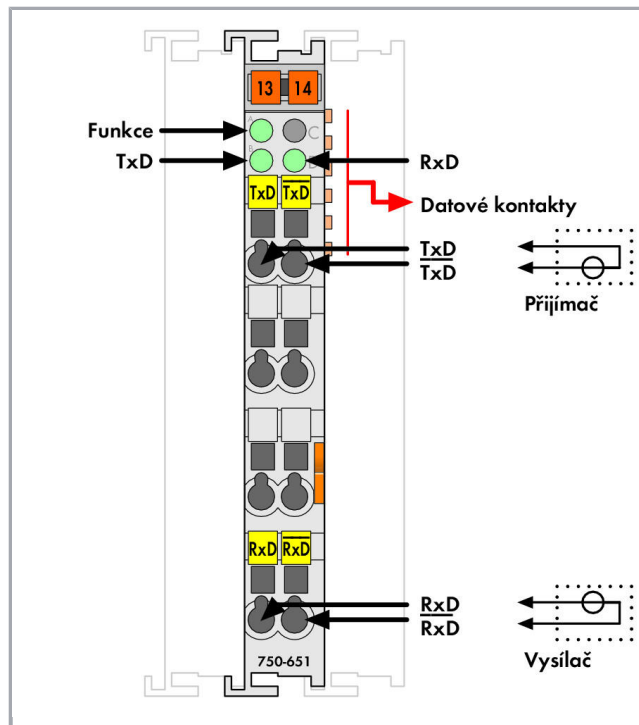 13 14
Funkce
A
C
TxD
B
RxD
TxD TxD
Datové kontakty
TxD
TxD
Přijímač
RxD RxD
RxD
RxD
Vysílač
750-651